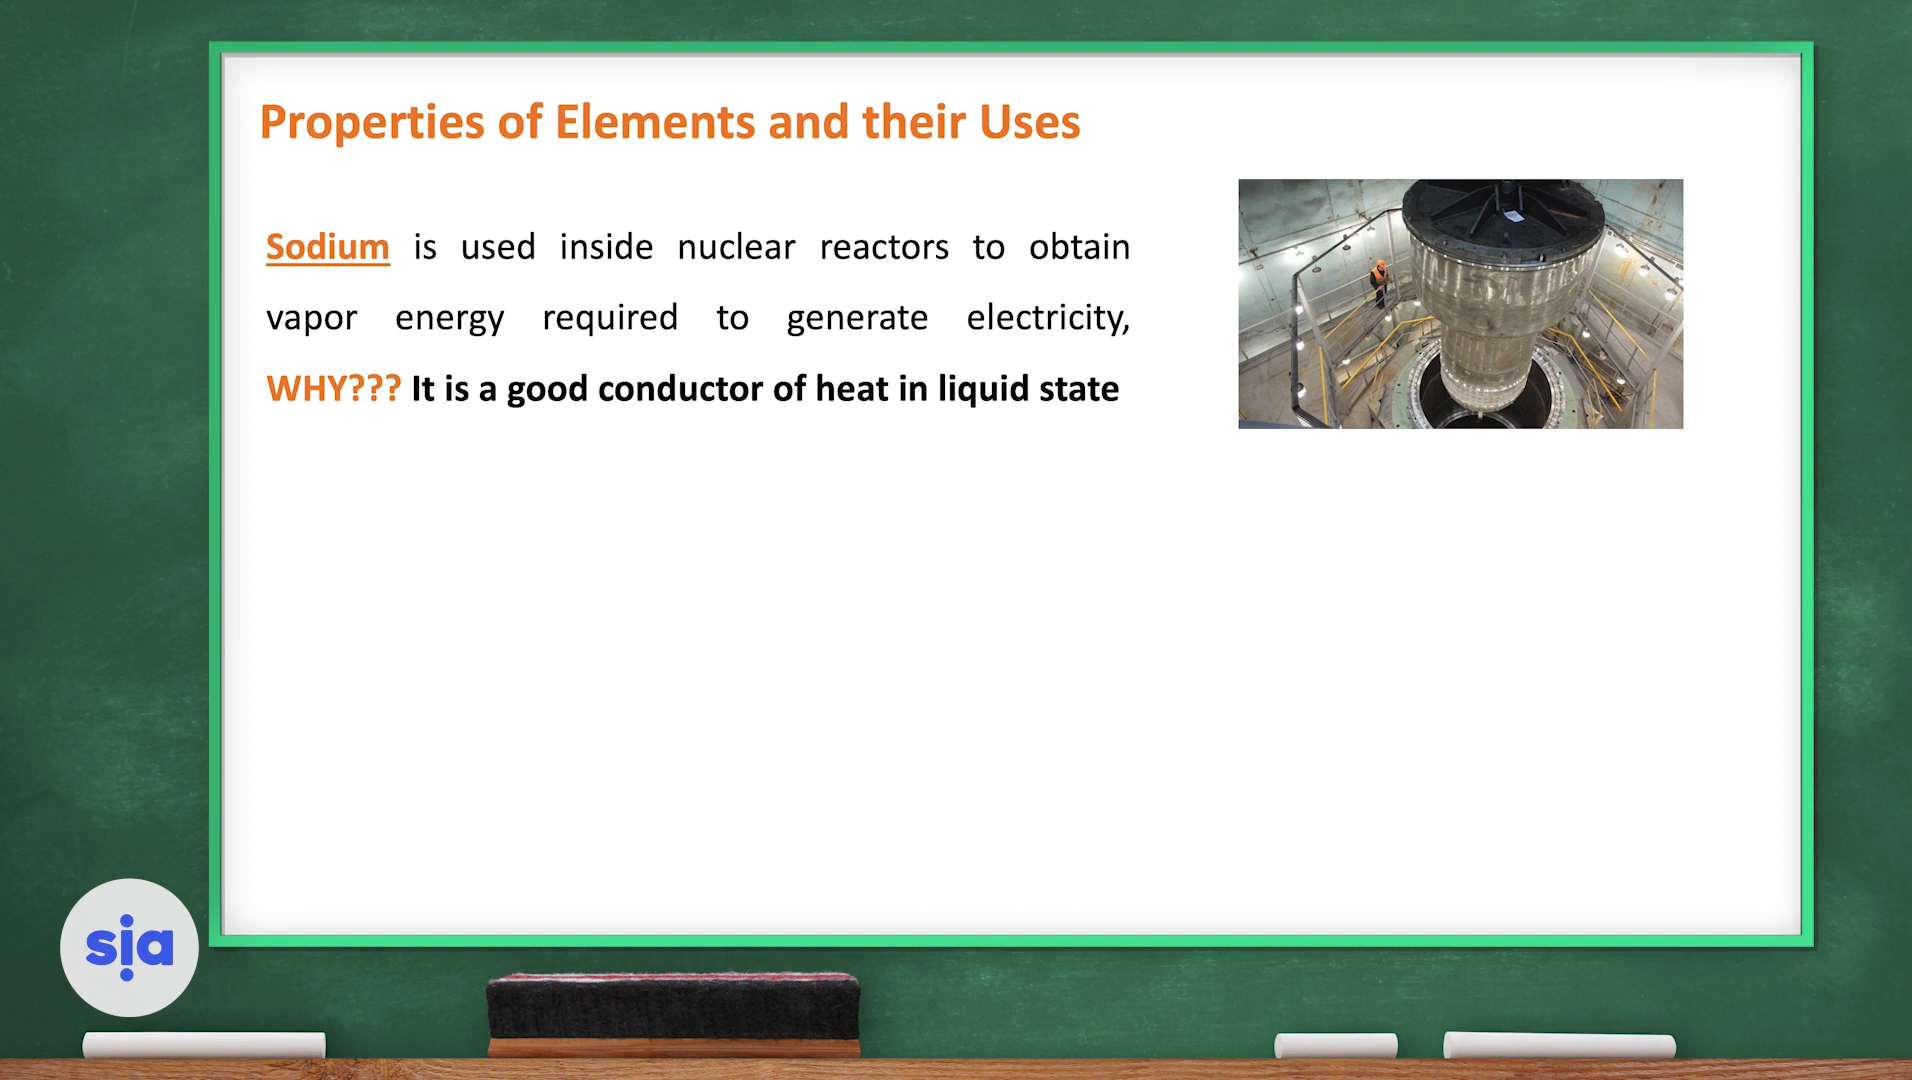 Properties of Elements and their Uses
Sodium is used inside nuclear reactors to obtain
vapor energy required to generate electricity,
WHY??? It is a good conductor of heat in liquid state
sia